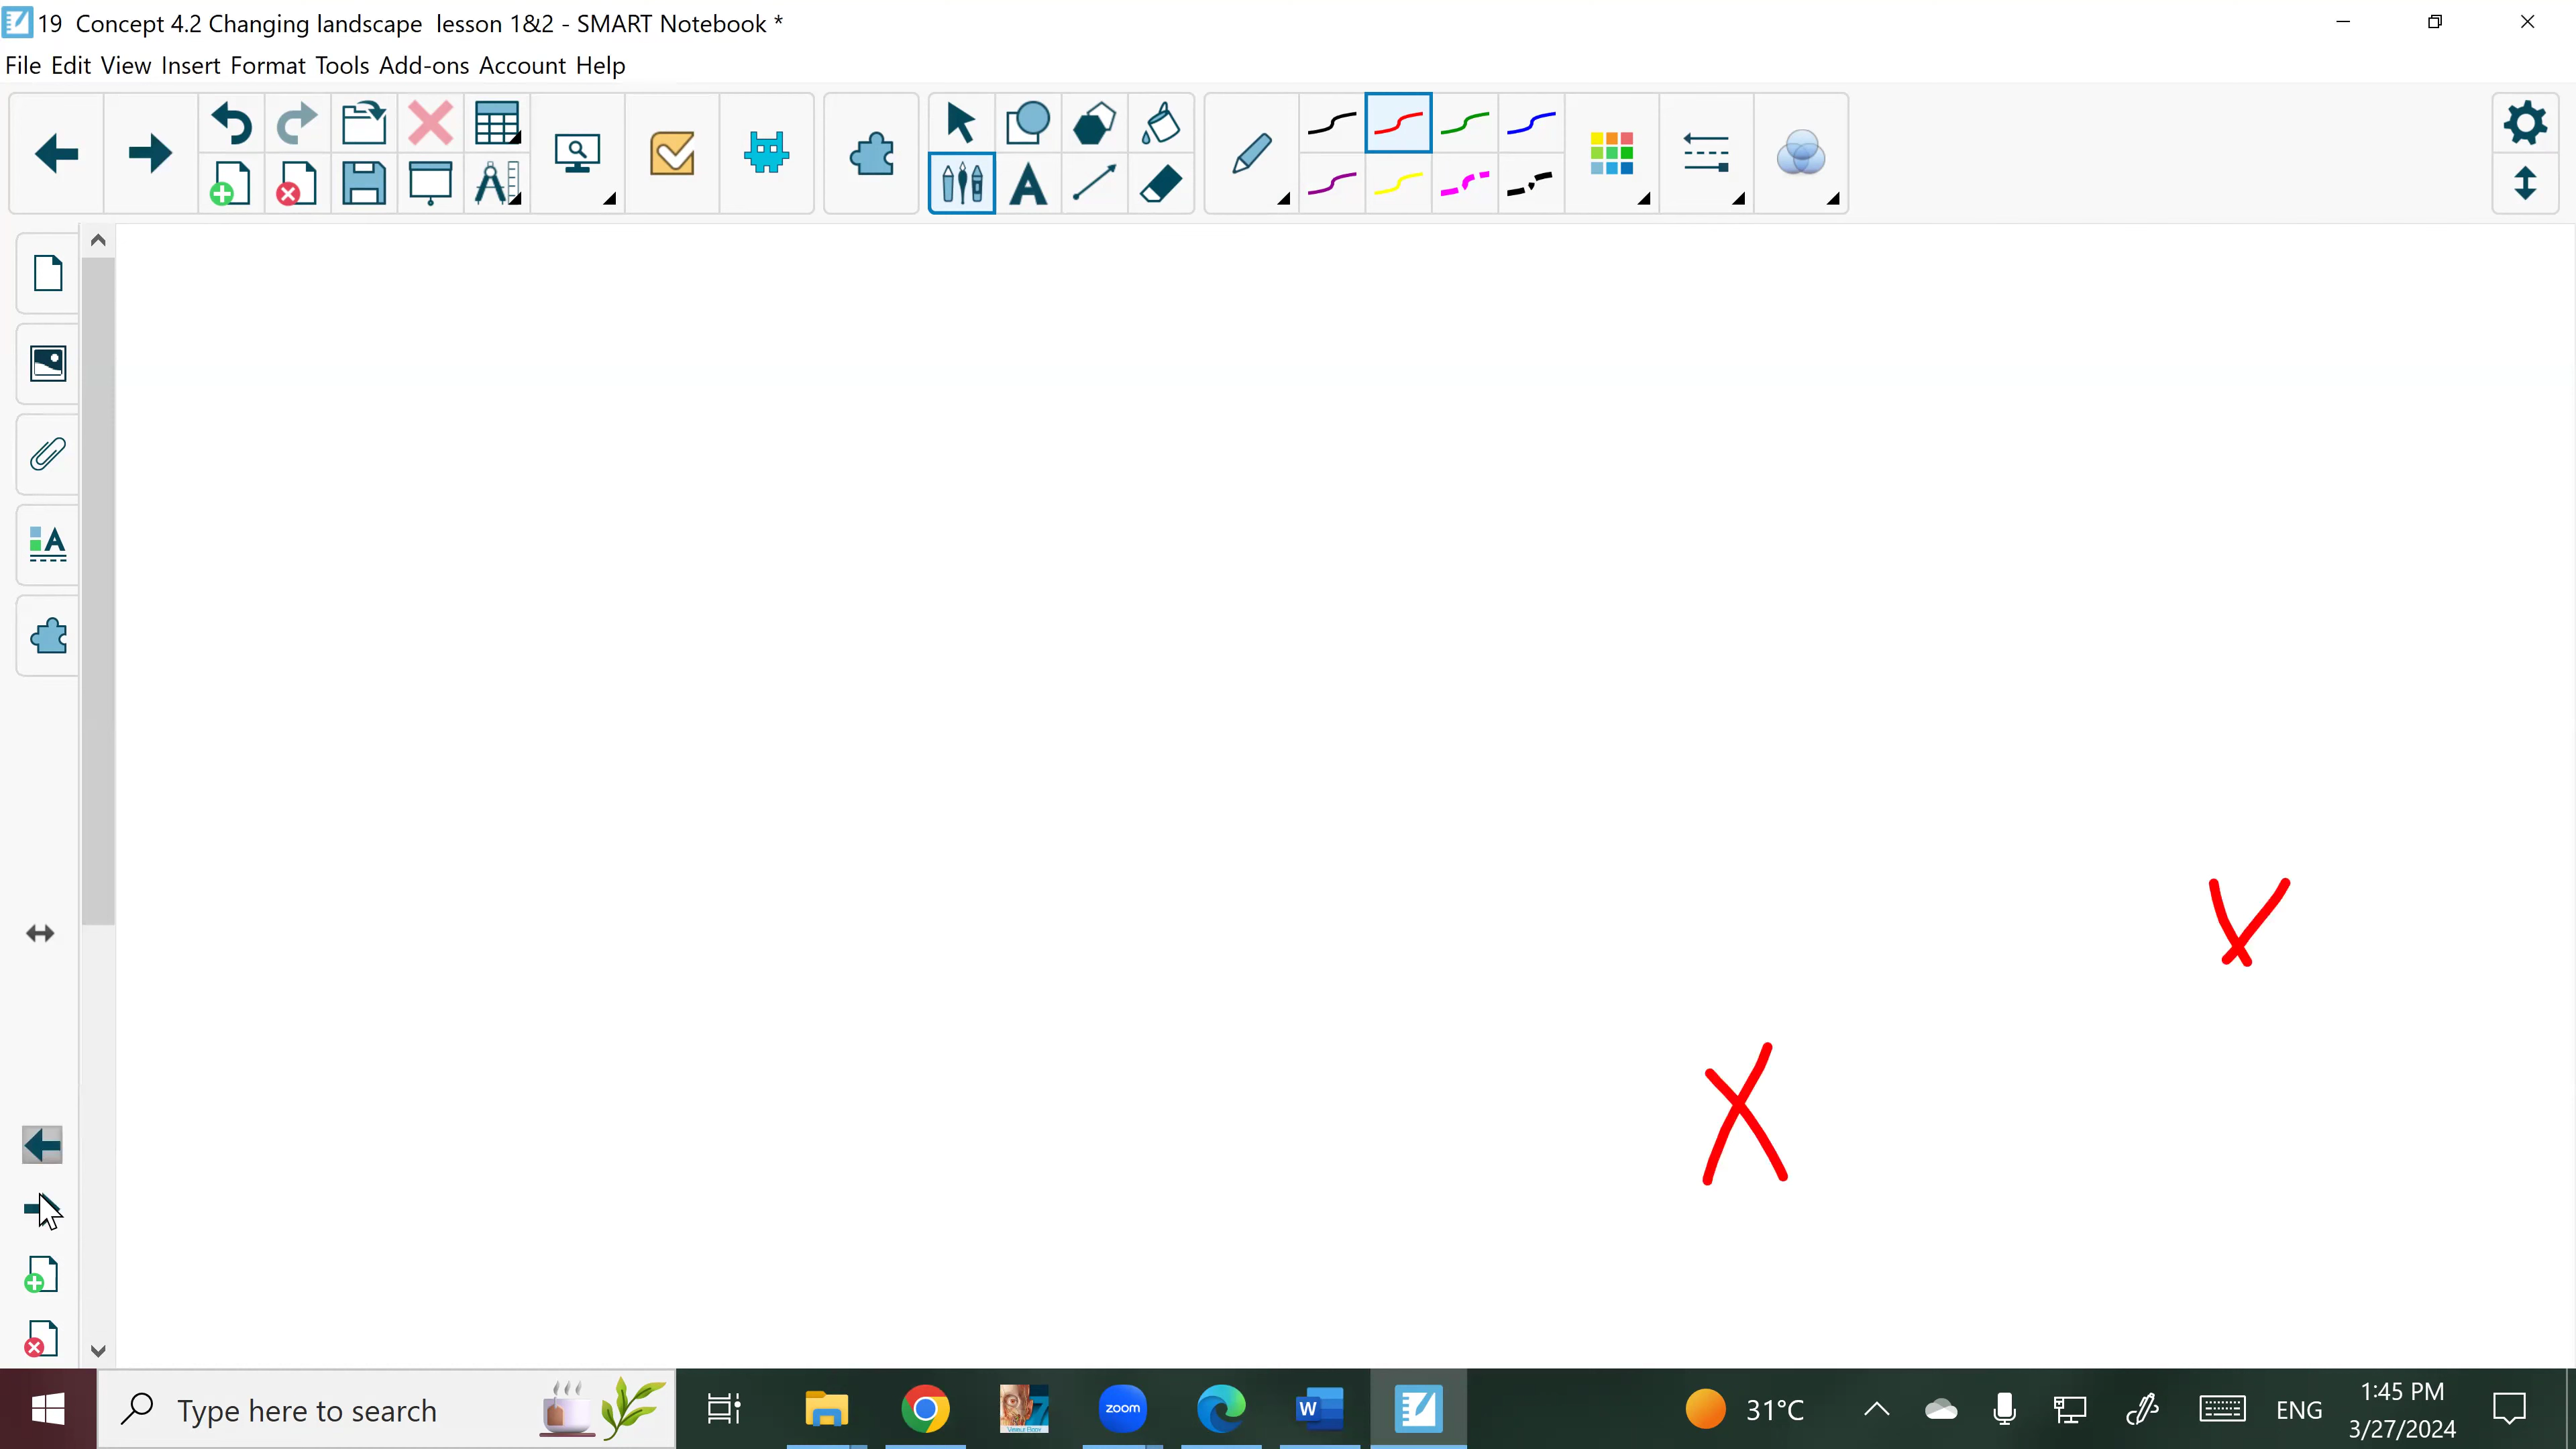 19 Concept 4.2 Changing landscape lesson 1&2 - SMART Notebook *
File Edit View Insert Format Tools Add-ons Account Help
X
X
Type here to search
zoom
W
31°C
ENG
1:45 PM
3/27/2024